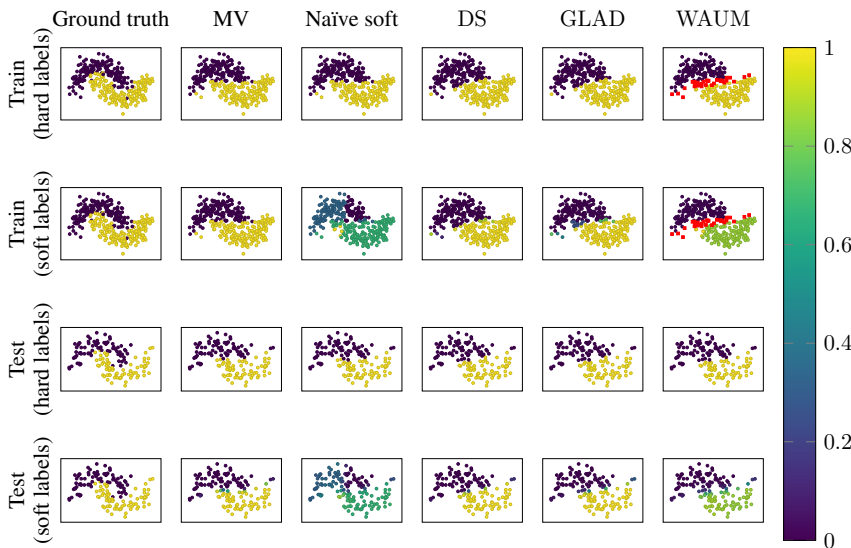 Ground truth MV Naïve soft DS GLAD WAUM
Train
(hard labels)
Train
(soft labels)
Test
(hard labels)
Test
(soft labels)
1
0.8
0.6
0.4
0.2
0